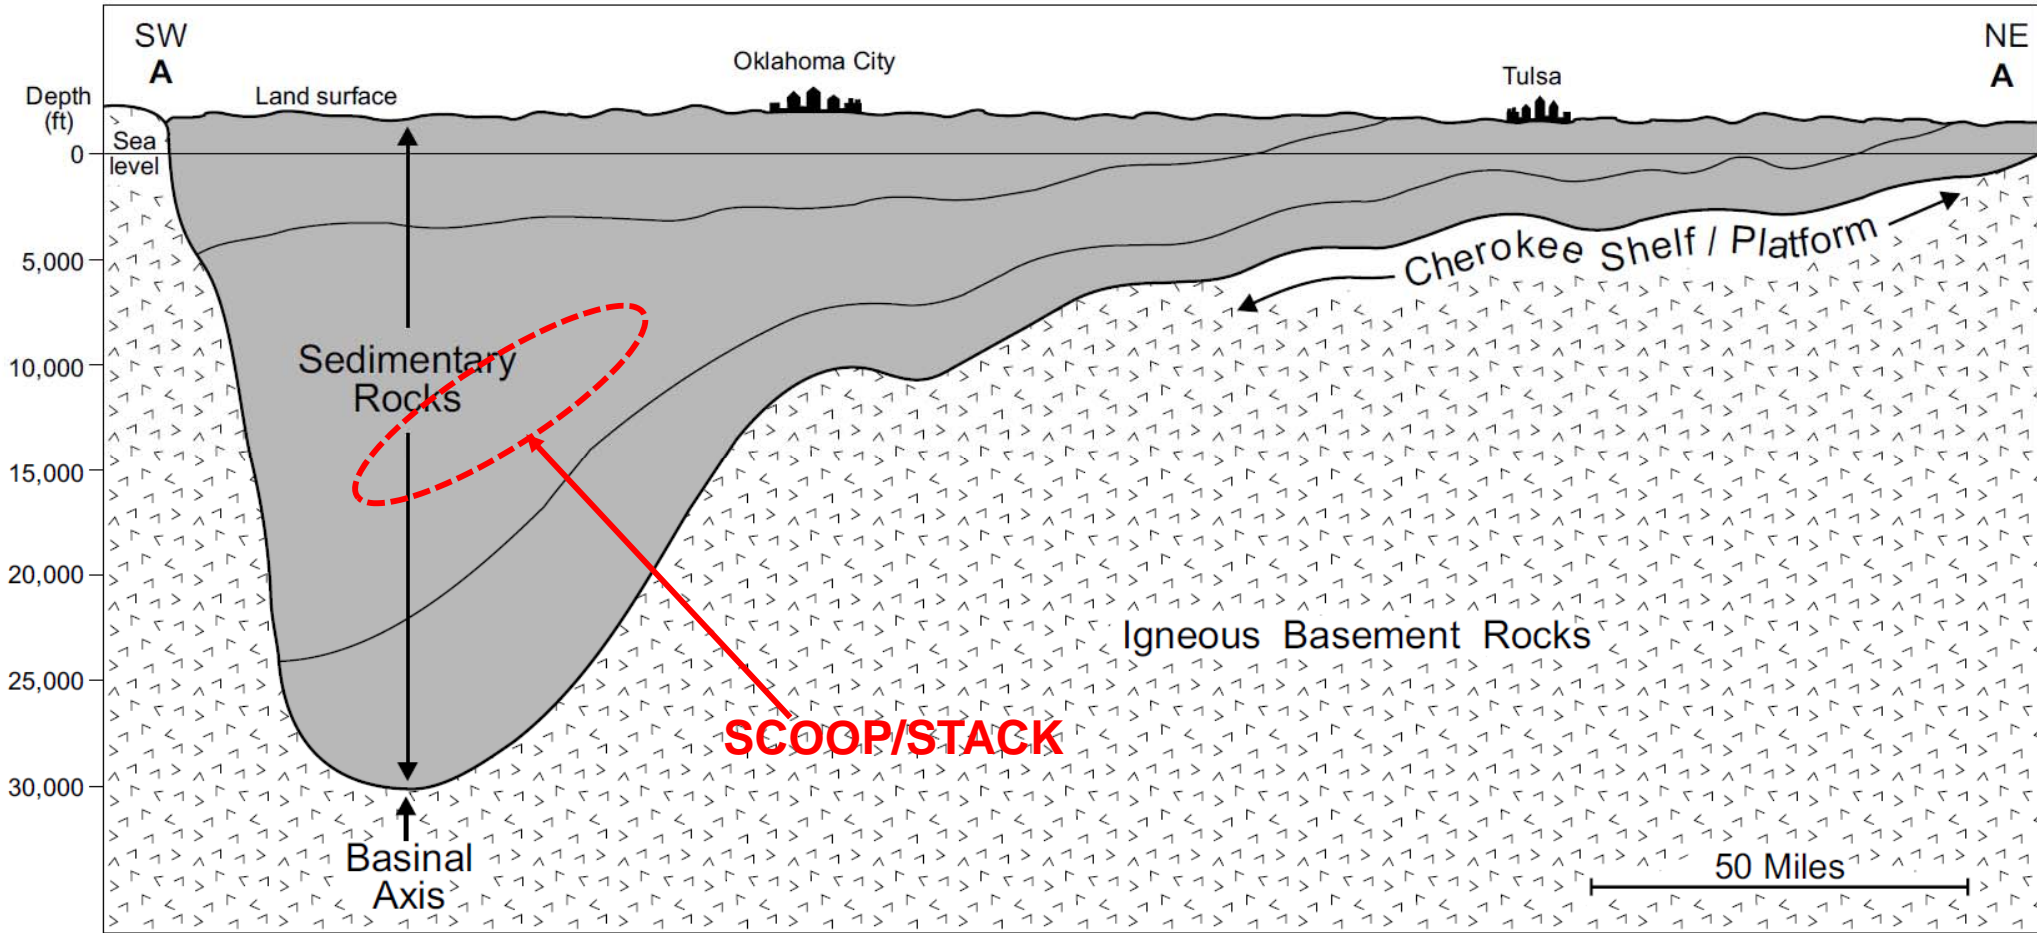 SW
A
NE
A
Oklahoma City
Tulsa
Land surface
Depth
(ft)
Sea
level
0
5,000
10,000
15,000
20,000
25,000
30,000
Cherokee Shelf / Platform
Sedimentary
Rocks
Igneous Basement Rocks
SCOOP/STACK
Basinal
Axis
50 Miles